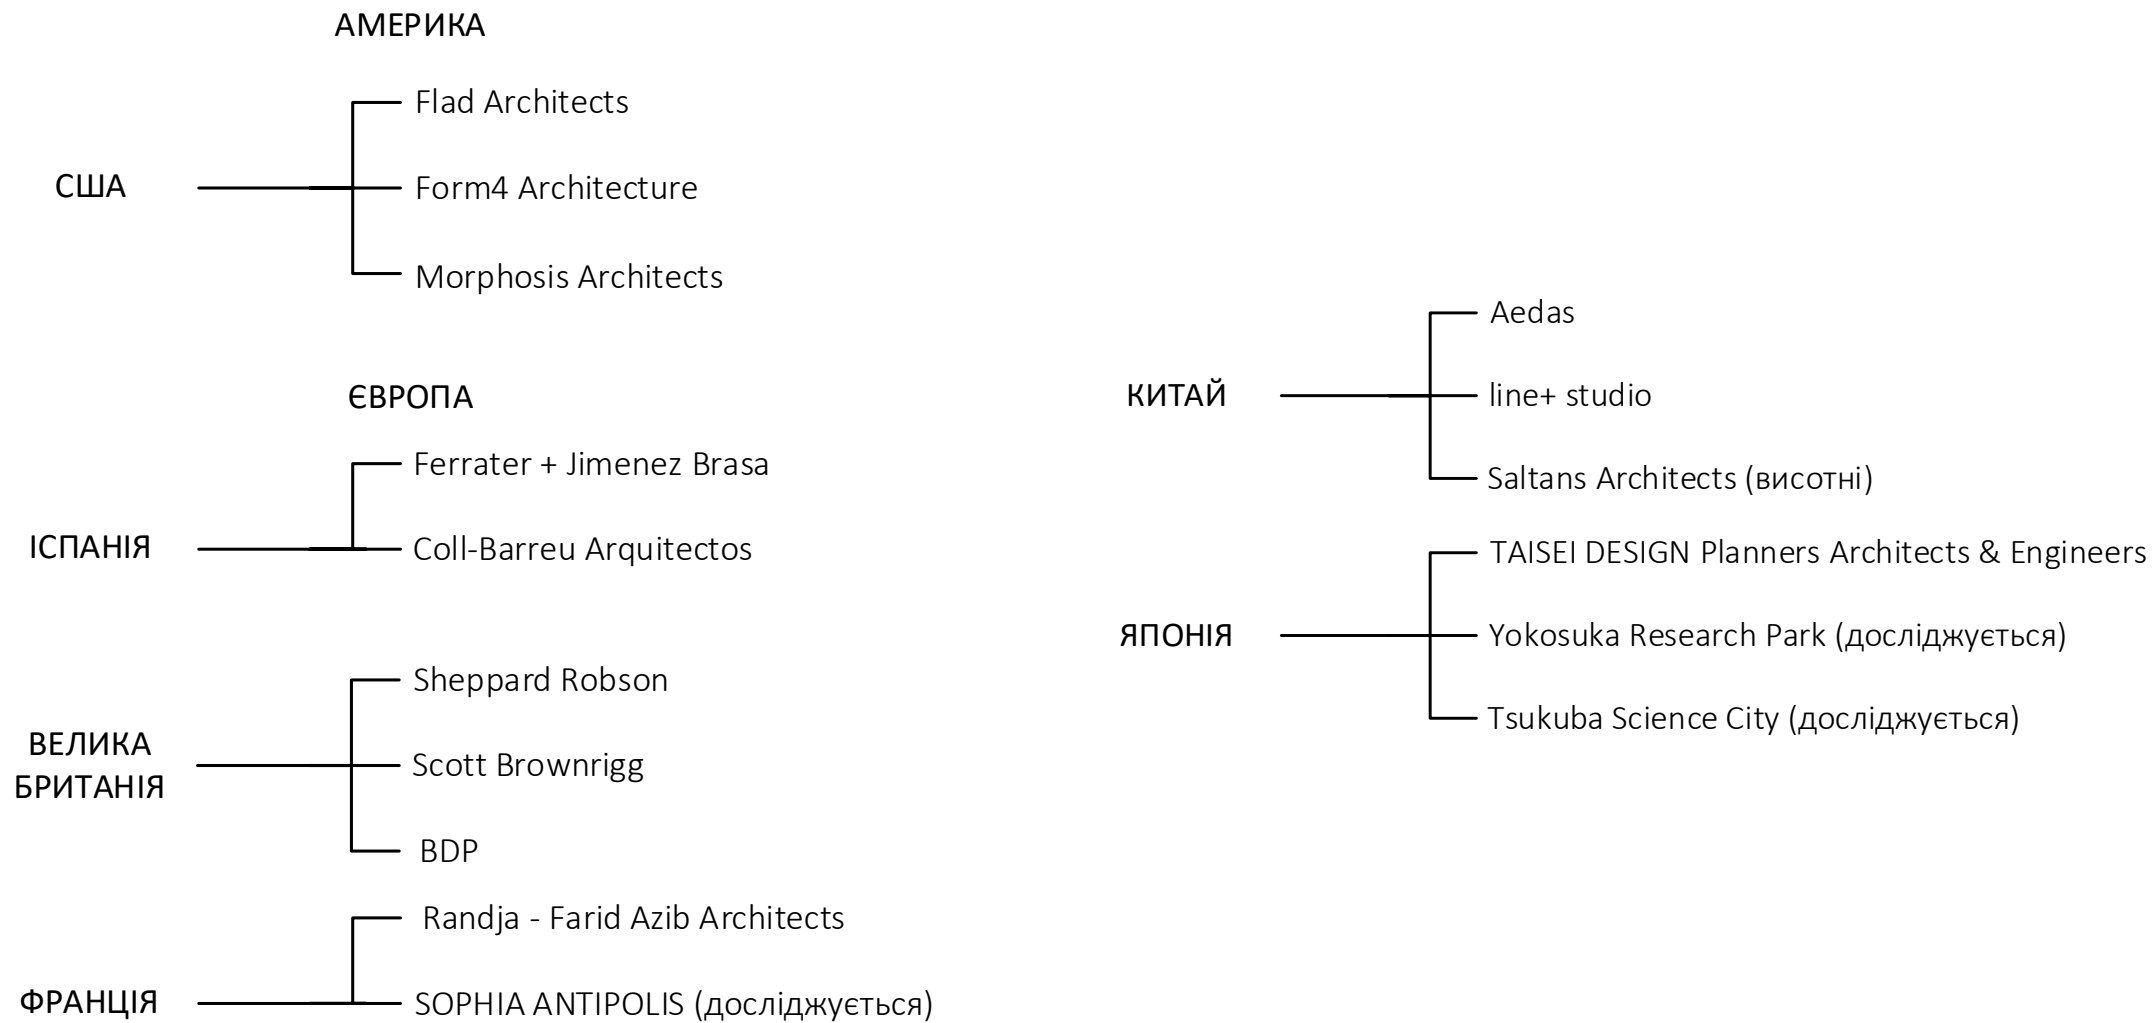 АМЕРИКА
США
Flad Architects
Form4 Architecture
Morphosis Architects
ЄВРОПА
ІСПАНІЯ
Ferrater + Jimenez Brasa
Coll-Barreu Arquitectos
ВЕЛИКА
БРИТАНІЯ
Sheppard Robson
Scott Brownrigg
BDP
ФРАНЦІЯ
Randja - Farid Azib Architects
SOPHIA ANTIPOLIS (досліджується)
КИТАЙ
Aedas
line+ studio
Saltans Architects (висотні)
ЯПОНІЯ
TAISEI DESIGN Planners Architects & Engineers
Yokosuka Research Park (досліджується)
Tsukuba Science City (досліджується)